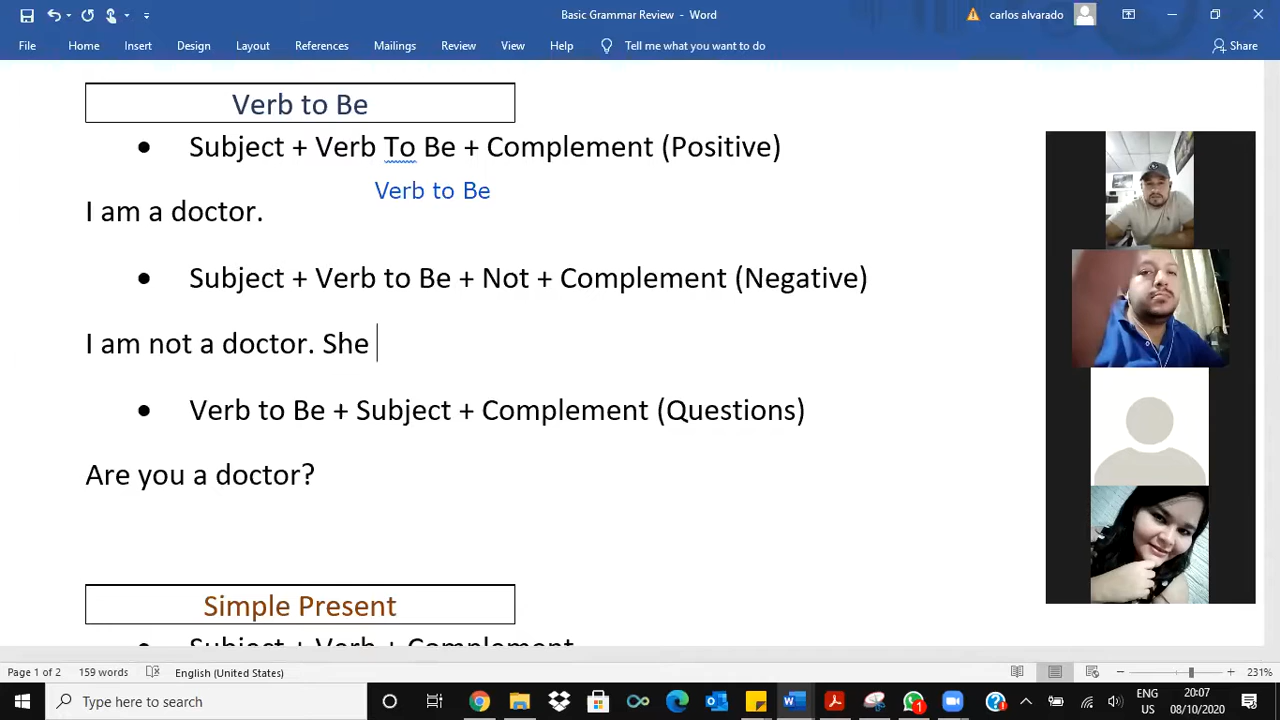 Basic Grammar Review - Word
carlos alvarado
File Home Insert Design Layout References Mailings Review View Help Tell me what you want to do Share
Verb to Be
• Subject + Verb To Be + Complement (Positive)
Verb to Be
I am a doctor.
• Subject + Verb to Be + Not + Complement (Negative)
I am not a doctor. She
• Verb to Be + Subject + Complement (Questions)
Are you a doctor?
Simple Present
• Subject + Verb + Complement
Page 1 of 2 159 words English (United States) 231%
Type here to search
1
ENG
US
20:07
08/10/2020